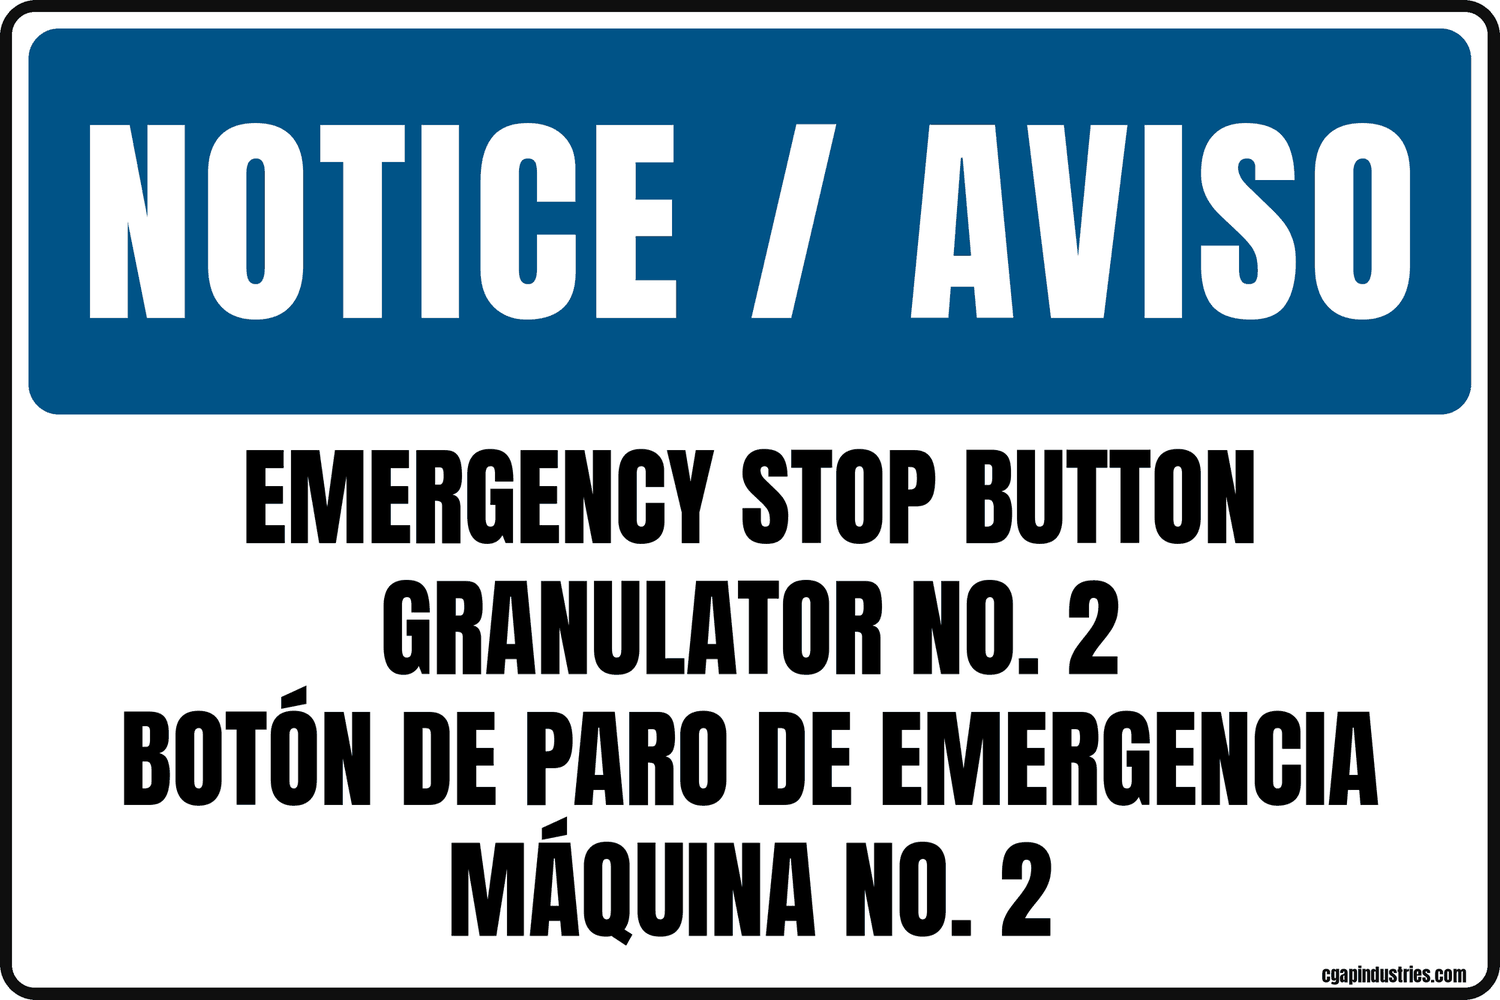 NOTICE / AVISO
EMERGENCY STOP BUTTON
GRANULATOR NO. 2
BOTÓN DE PARO DE EMERGENCIA
MÁQUINA NO. 2
cgapindustries.com